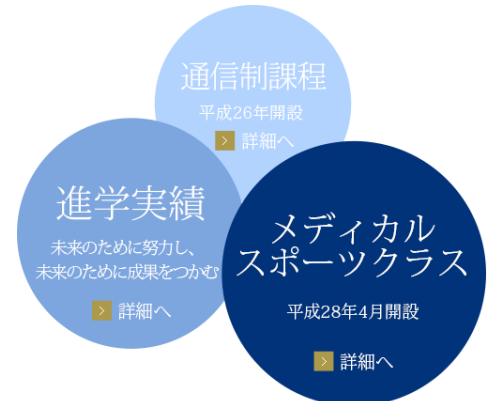 通信制課程
平成26年開設
詳細へ
進学実績
未来のために努力し、
未来のために成果をつかむ
詳細へ
メディカル
スポーツクラス
平成28年4月開設
詳細へ